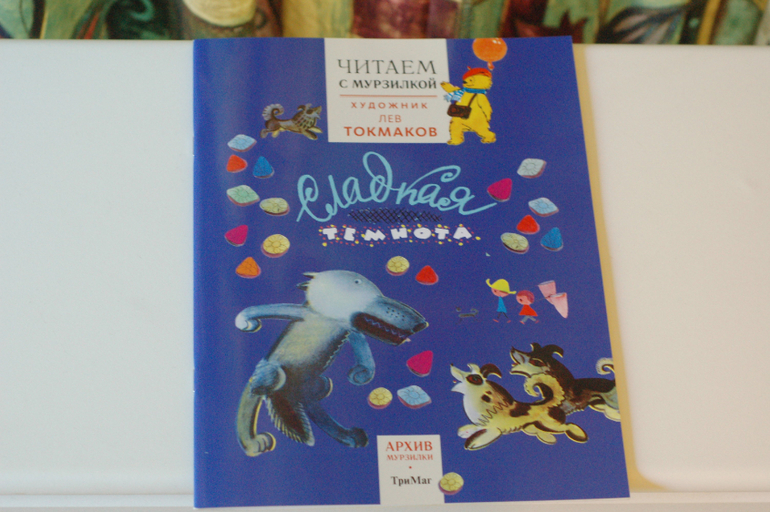 ЧИТАЕМ
С МУРЗИЛКОЙ
ХУДОЖНИК
ЛЕВ
ТОКМАКОВ
Сладкая
ТЕМНОТА
АРХИВ
МУРЗИЛКИ
•
ТриМаг